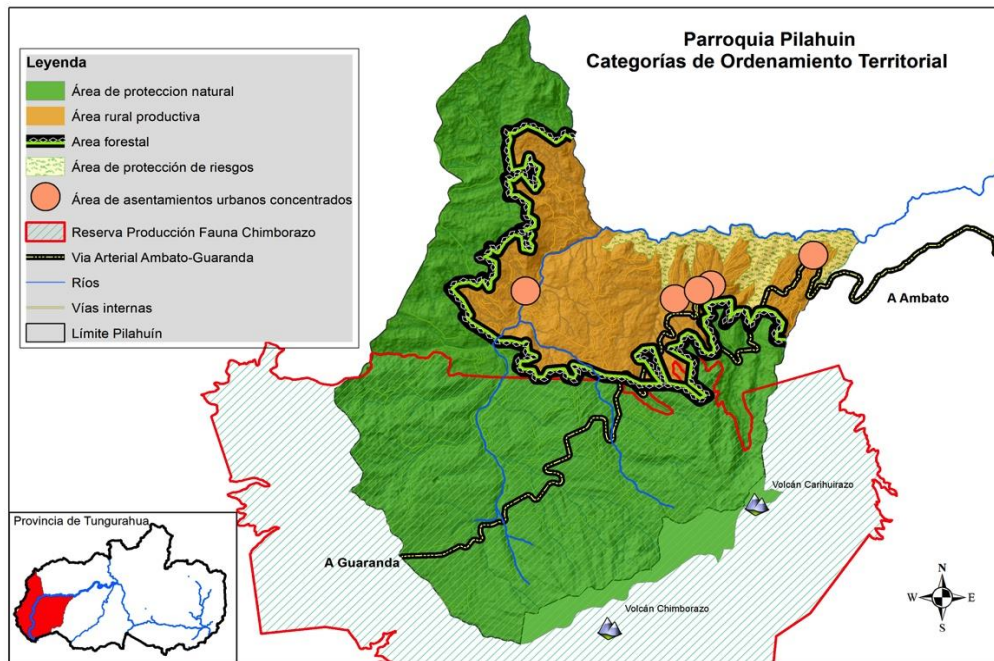 Parroquia Pilahuin
Categorías de Ordenamiento Territorial
Leyenda
Área de proteccion natural
Área rural productiva
Area forestal
Área de protección de riesgos
Área de asentamientos urbanos concentrados
Reserva Producción Fauna Chimborazo
Via Arterial Ambato-Guaranda
Ríos
Vías internas
Límite Pilahuín
A Ambato
Volcán Carihuirazo
A Guaranda
Volcán Chimborazo
Provincia de Tungurahua
N
W
E
S